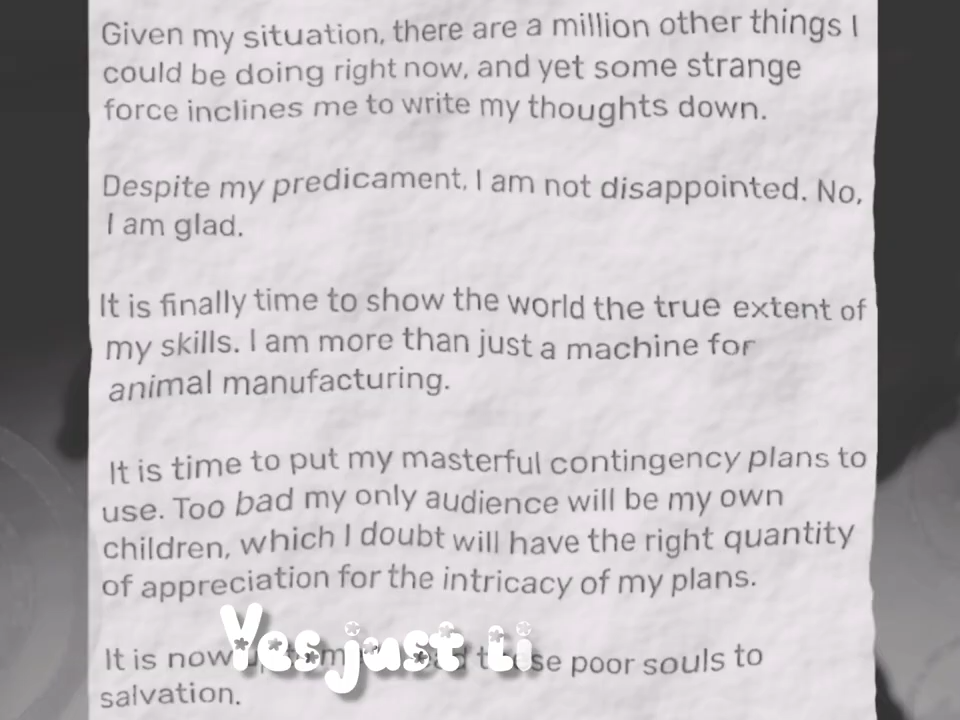 Given my situation, there are a million other things I
could be doing right now, and yet some strange
force inclines me to write my thoughts down.
Despite my predicament, I am not disappointed. No,
I am glad.
It is finally time to show the world the true extent of
my skills. I am more than just a machine for
animal manufacturing.
It is time to put my masterful contingency plans to
use. Too bad my only audience will be my own
children, which I doubt will have the right quantity
of appreciation for the intricacy of my plans.
It is now poor souls to
Yes just Li
salvation.